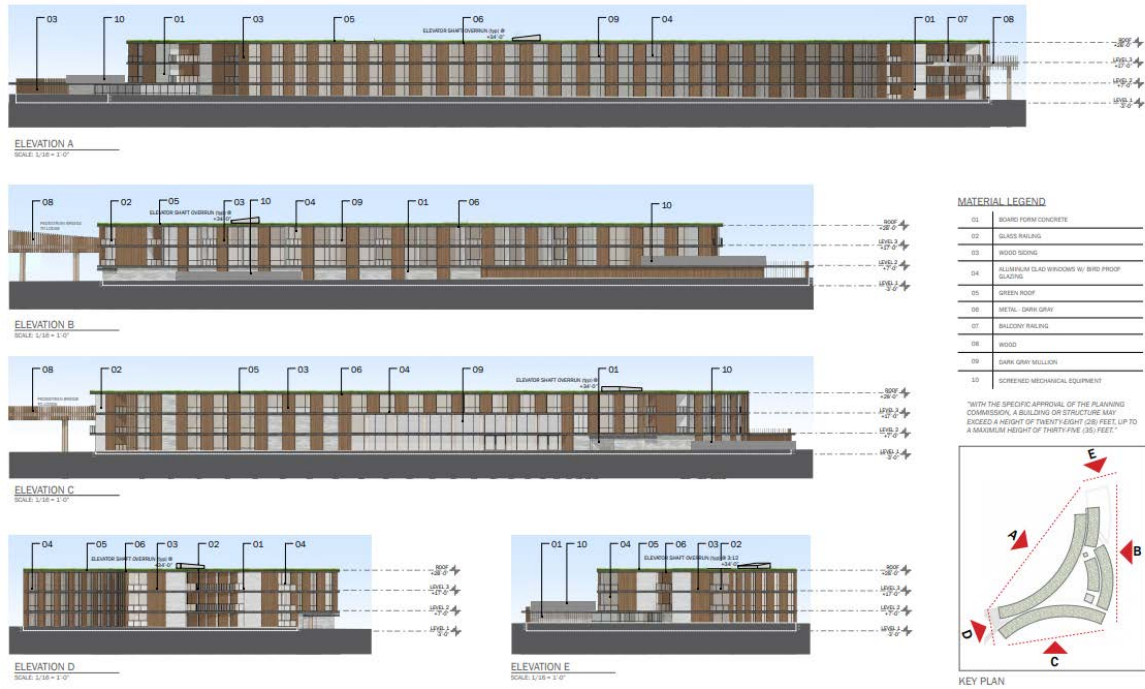 03 10 01 03 05 06 09 04 01 07 08
ELEVATOR SHAFT OVERRUN (typ) @
+34'-0"
ROOF
+28'-0"
LEVEL 3
+17'-0"
LEVEL 2
+7'-0"
LEVEL 1
-3'-0"
ELEVATION A
SCALE: 1/16 = 1'-0"
08 02 05 03 10 04 09 01 06 10
PEDESTRIAN BRIDGE
TO LODGE
ELEVATOR SHAFT OVERRUN (typ) @
+34'-0"
ROOF
+28'-0"
LEVEL 3
+17'-0"
LEVEL 2
+7'-0"
LEVEL 1
-3'-0"
ELEVATION B
SCALE: 1/16 = 1'-0"
08 02 05 03 06 04 09 01 10
PEDESTRIAN BRIDGE
TO LODGE
ELEVATOR SHAFT OVERRUN (typ) @
+34'-0"
ROOF
+28'-0"
LEVEL 3
+17'-0"
LEVEL 2
+7'-0"
LEVEL 1
-3'-0"
ELEVATION C
SCALE: 1/16 = 1'-0"
04 05 06 03 02 01 04
ELEVATOR SHAFT OVERRUN (typ) @
+34'-0"
ROOF
+28'-0"
LEVEL 3
+17'-0"
LEVEL 2
+7'-0"
LEVEL 1
-3'-0"
ELEVATION D
SCALE: 1/16 = 1'-0"
01 10 04 05 06 03 02
ELEVATOR SHAFT OVERRUN (typ) @ 3:12
+34'-0"
ROOF
+28'-0"
LEVEL 3
+17'-0"
LEVEL 2
+7'-0"
LEVEL 1
-3'-0"
ELEVATION E
SCALE: 1/16 = 1'-0"
MATERIAL LEGEND
01 BOARD FORM CONCRETE
02 GLASS RAILING
03 WOOD SIDING
04 ALUMINUM CLAD WINDOWS W/ BIRD PROOF
GLAZING
05 GREEN ROOF
06 METAL - DARK GRAY
07 BALCONY RAILING
08 WOOD
09 DARK GRAY MULLION
10 SCREENED MECHANICAL EQUIPMENT
"WITH THE SPECIFIC APPROVAL OF THE PLANNING
COMMISSION, A BUILDING OR STRUCTURE MAY
EXCEED A HEIGHT OF TWENTY-EIGHT (28) FEET, UP TO
A MAXIMUM HEIGHT OF THIRTY-FIVE (35) FEET."
E
A
B
D
C
KEY PLAN